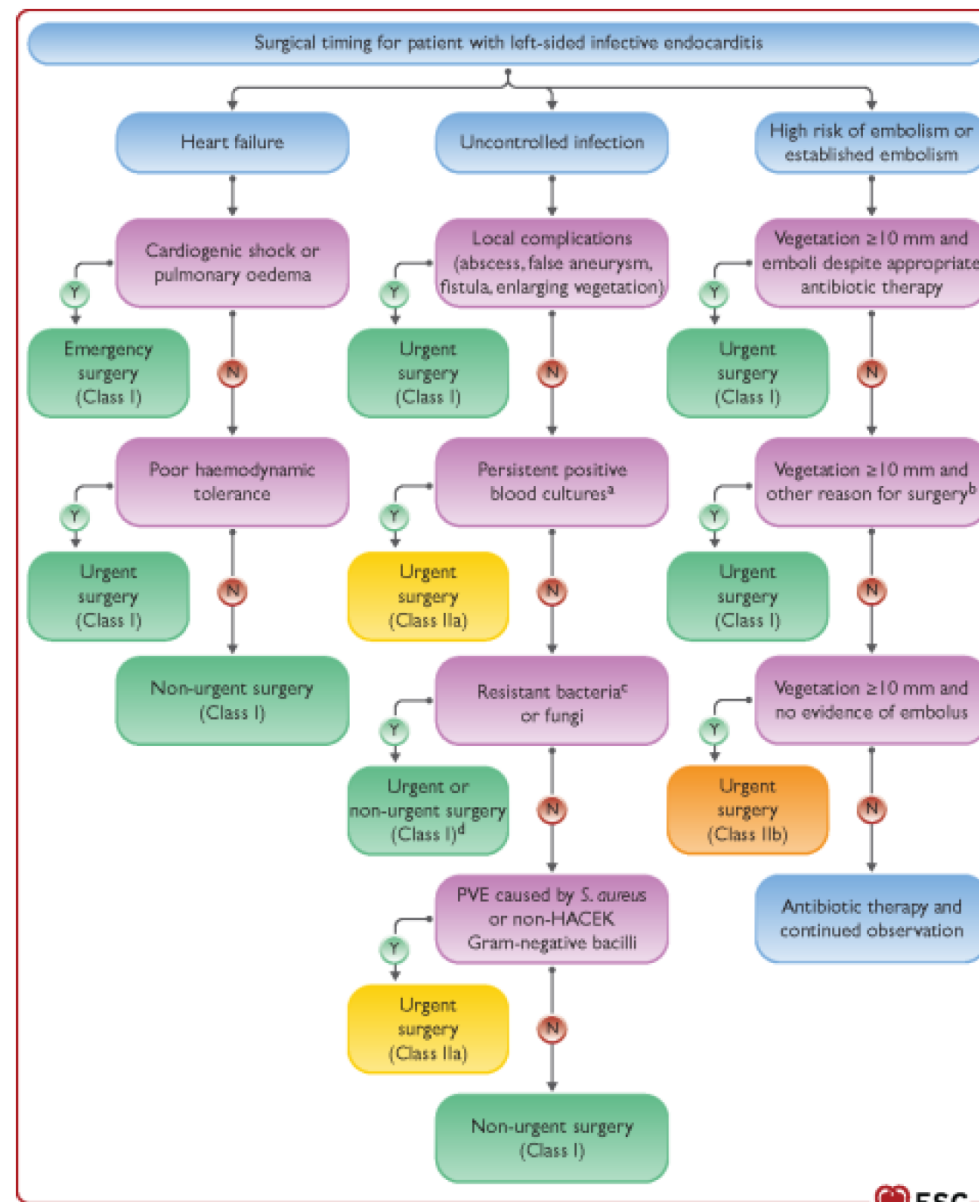 Surgical timing for patient with left-sided infective endocarditis
Heart failure
Uncontrolled infection
High risk of embolism or
established embolism
Cardiogenic shock or
pulmonary oedema
Local complications
(abscess, false aneurysm,
fistula, enlarging vegetation)
Vegetation ≥10 mm and
emboli despite appropriate
antibiotic therapy
Y
Y
Y
Emergency
surgery
(Class I)
N
Urgent
surgery
(Class I)
N
Urgent
surgery
(Class I)
N
Poor haemodynamic
tolerance
Persistent positive
blood culturesᵃ
Vegetation ≥10 mm and
other reason for surgeryᵇ
Y
Y
Y
Urgent
surgery
(Class I)
N
Urgent
surgery
(Class IIa)
N
Urgent
surgery
(Class I)
N
Non-urgent surgery
(Class I)
Resistant bacteriaᶜ
or fungi
Vegetation ≥10 mm and
no evidence of embolus
Y
Y
Urgent or
non-urgent surgery
(Class I)ᵈ
N
Urgent
surgery
(Class IIb)
N
PVE caused by S. aureus
or non-HACEK
Gram-negative bacilli
Antibiotic therapy and
continued observation
Y
Urgent
surgery
(Class IIa)
N
Non-urgent surgery
(Class I)
ESC